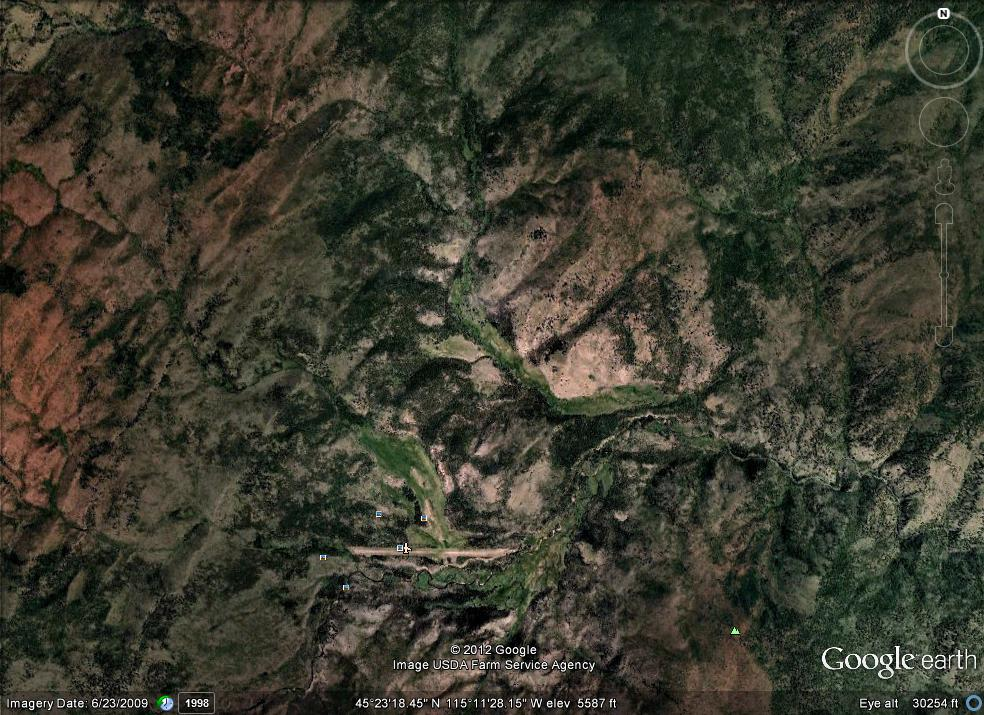 N
© 2012 Google
Image USDA Farm Service Agency
Google earth
Imagery Date: 6/23/2009 1998 45°23'18.45" N 115°11'28.15" W elev 5587 ft Eye alt 30254 ft